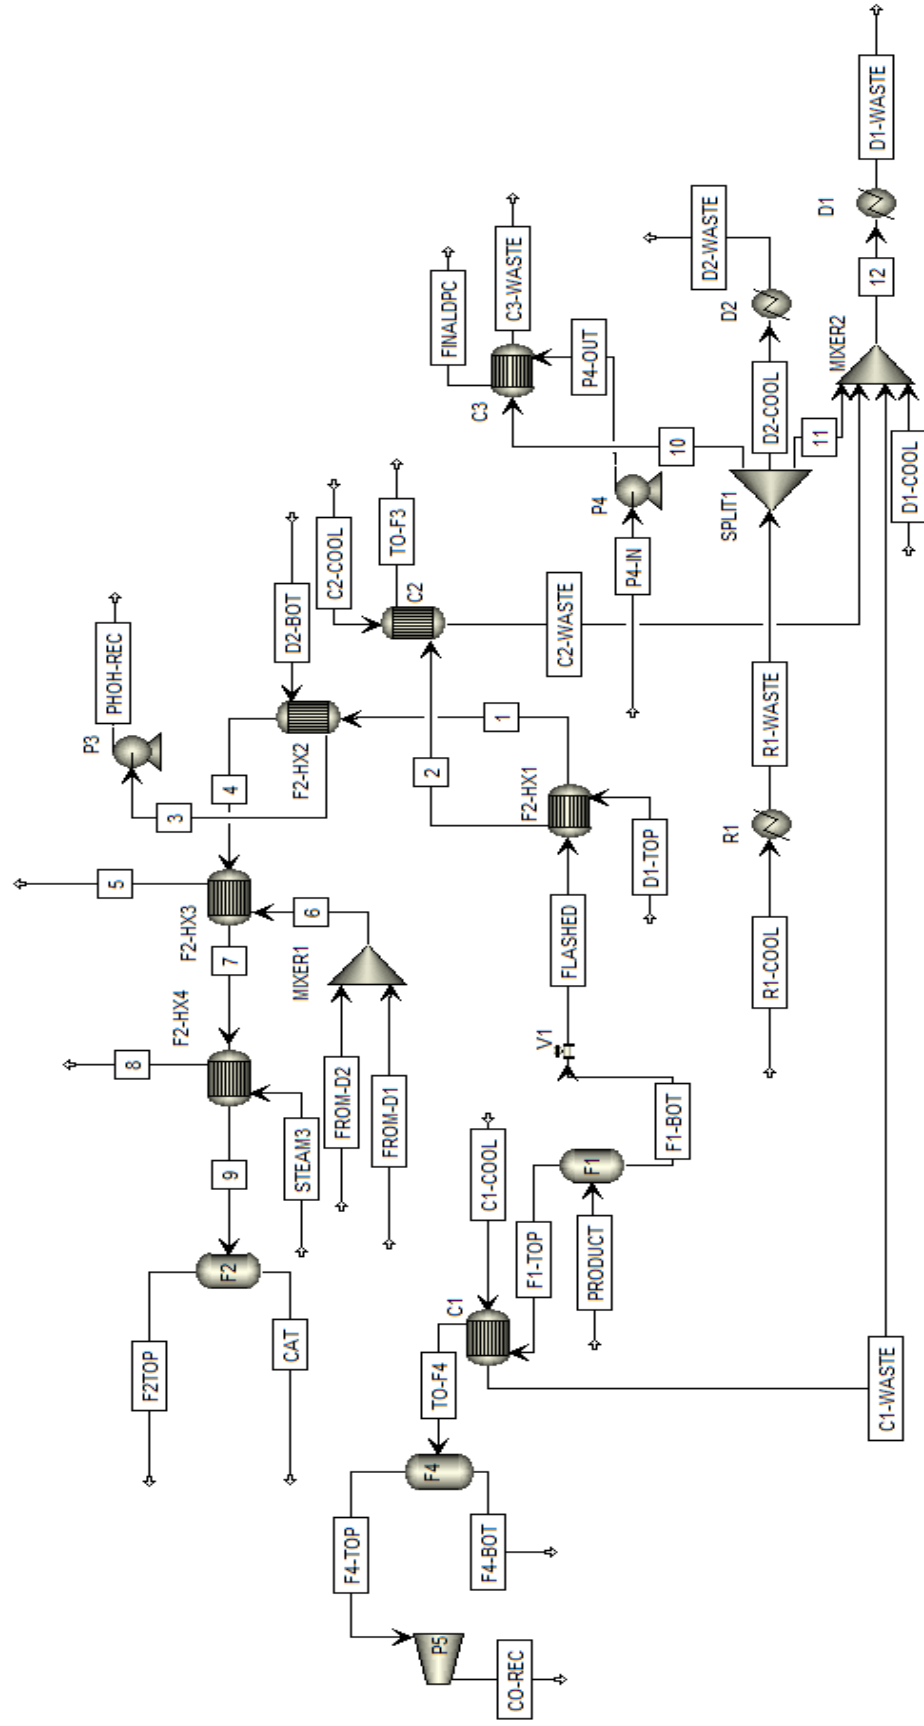 D1-WASTE
D1
12
MIXER2
D2-WASTE
D2
D2-COOL
11
D1-COOL
SPLIT1
C3-WASTE
FINALDPC
C3
P4-OUT
10
P4
P4-IN
TO-F3
C2-COOL
C2
C2-WASTE
D2-BOT
F2-HX2
1
2
F2-HX1
D1-TOP
PHOH-REC
P3
3
4
5
F2-HX3
6
MIXER1
7
F2-HX4
8
9
STEAM3
FROM-D2
FROM-D1
F2
F2TOP
CAT
R1-WASTE
R1
R1-COOL
FLASHED
V1
F1-BOT
F1
PRODUCT
F1-TOP
C1-COOL
C1
TO-F4
C1-WASTE
F4
F4-TOP
F4-BOT
P5
CO-REC